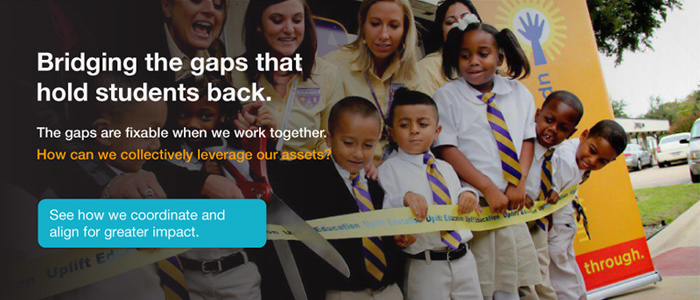 Bridging the gaps that
hold students back.
The gaps are fixable when we work together.
How can we collectively leverage our assets?
See how we coordinate and
align for greater impact.
Uplift Education
Education Uplift Education Uplift Education
up
through.